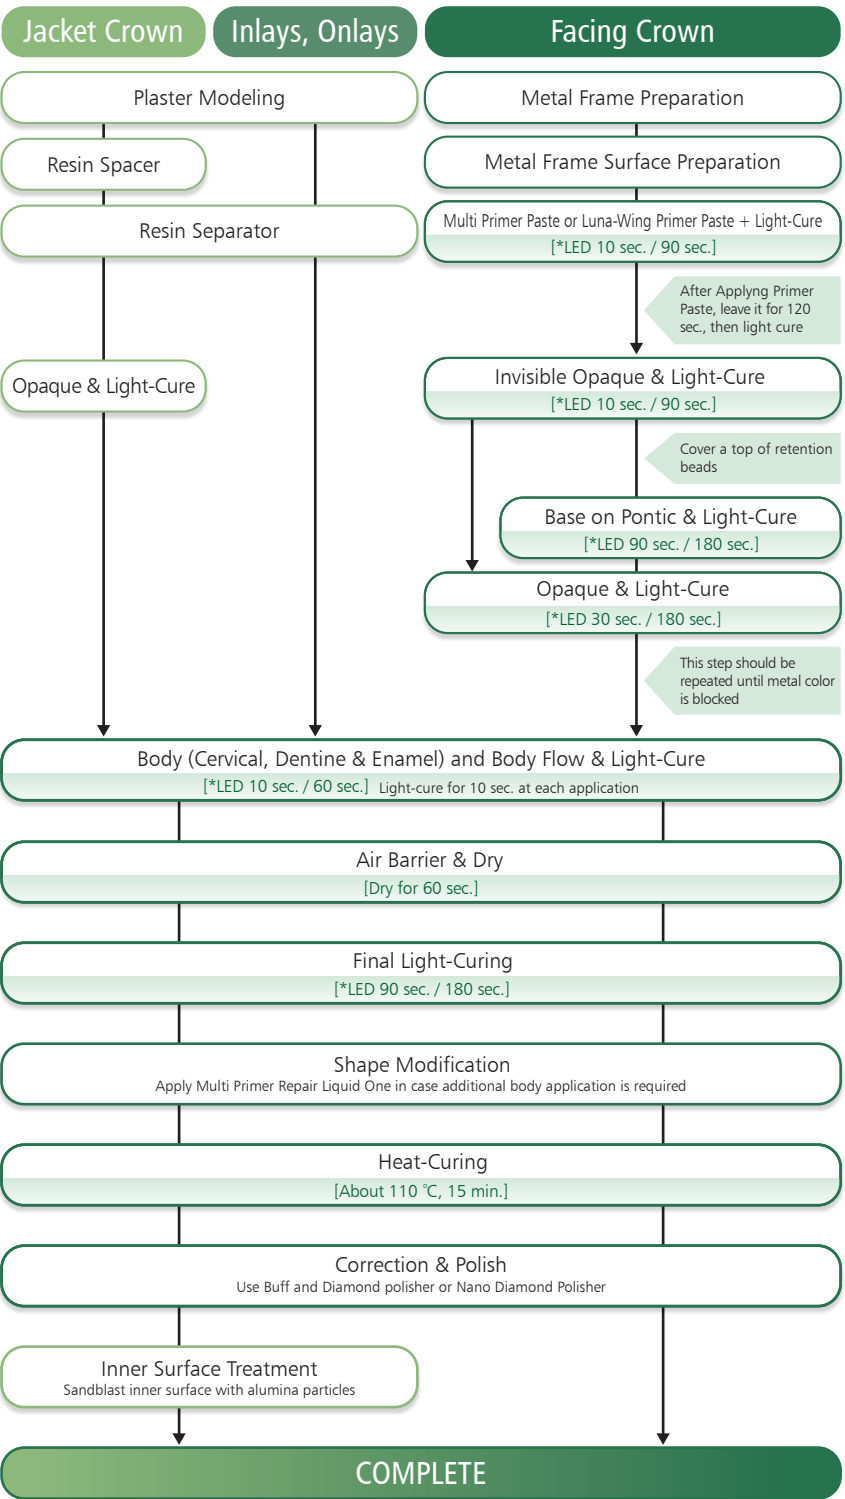 Jacket Crown
Inlays, Onlays
Facing Crown
Plaster Modeling
Metal Frame Preparation
Resin Spacer
Metal Frame Surface Preparation
Resin Separator
Multi Primer Paste or Luna-Wing Primer Paste + Light-Cure
[*LED 10 sec. / 90 sec.]
After Applyng Primer
Paste, leave it for 120
sec., then light cure
Opaque & Light-Cure
Invisible Opaque & Light-Cure
[*LED 10 sec. / 90 sec.]
Cover a top of retention
beads
Base on Pontic & Light-Cure
[*LED 90 sec. / 180 sec.]
Opaque & Light-Cure
[*LED 30 sec. / 180 sec.]
This step should be
repeated until metal color
is blocked
Body (Cervical, Dentine & Enamel) and Body Flow & Light-Cure
[*LED 10 sec. / 60 sec.] Light-cure for 10 sec. at each application
Air Barrier & Dry
[Dry for 60 sec.]
Final Light-Curing
[*LED 90 sec. / 180 sec.]
Shape Modification
Apply Multi Primer Repair Liquid One in case additional body application is required
Heat-Curing
[About 110 °C, 15 min.]
Correction & Polish
Use Buff and Diamond polisher or Nano Diamond Polisher
Inner Surface Treatment
Sandblast inner surface with alumina particles
COMPLETE